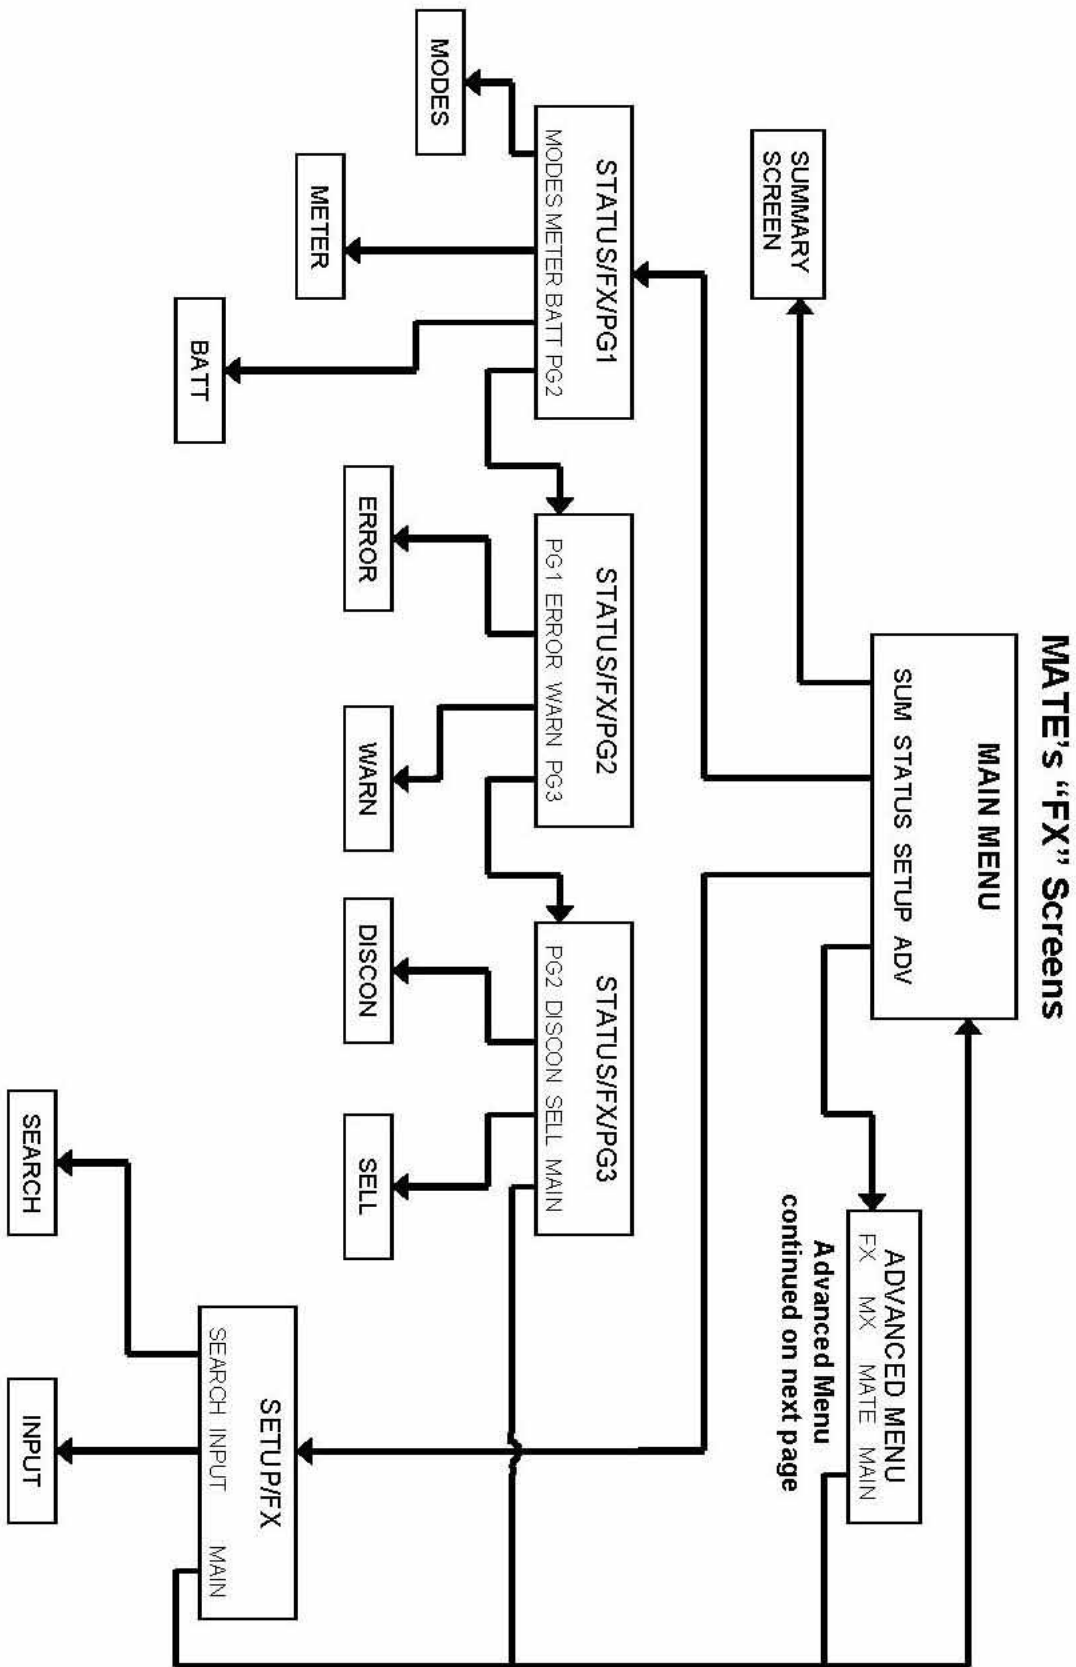 MATE's “FX” Screens
MAIN MENU
SUM STATUS SETUP ADV
SUMMARY
SCREEN
ADVANCED MENU
FX MX MATE MAIN
Advanced Menu
continued on next page
STATUS/FX/PG1
MODES METER BATT PG2
STATUS/FX/PG2
PG1 ERROR WARN PG3
STATUS/FX/PG3
PG2 DISCON SELL MAIN
MODES
METER
BATT
ERROR
WARN
DISCON
SELL
SETUP/FX
SEARCH INPUT MAIN
SEARCH
INPUT